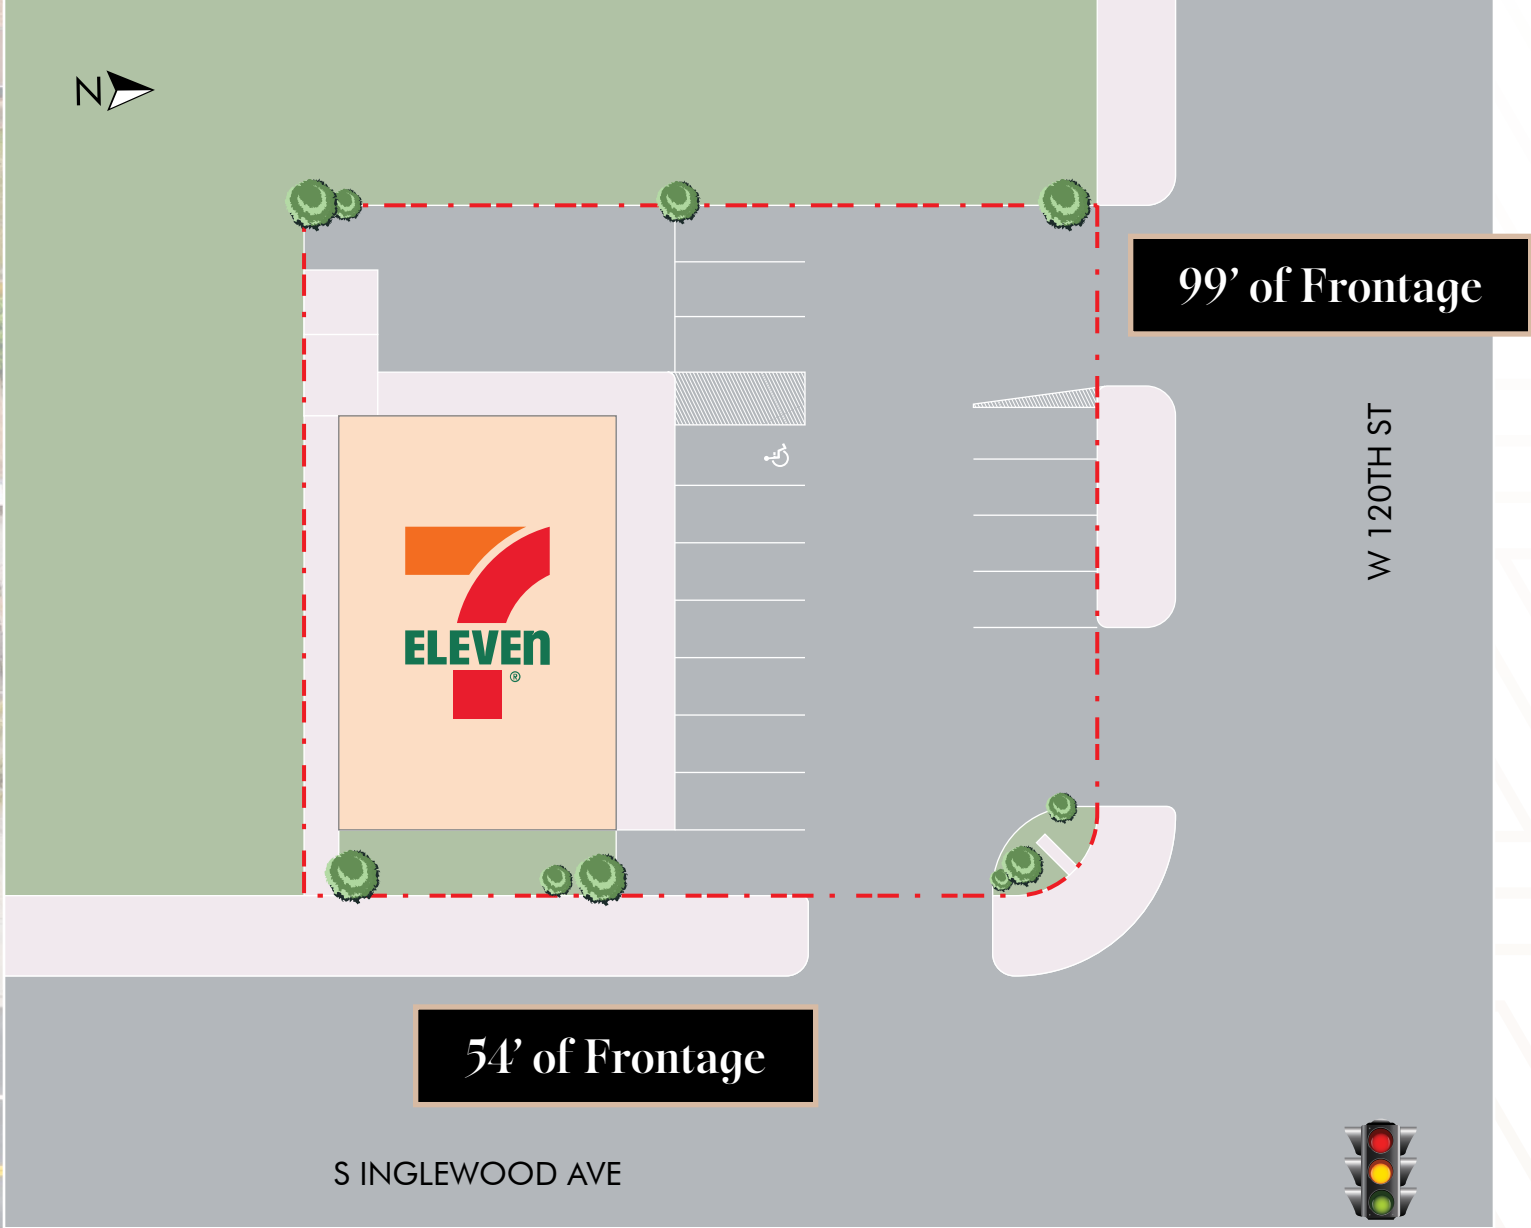 N
99’ of Frontage
W 120TH ST
ELEVEn
®
54’ of Frontage
S INGLEWOOD AVE